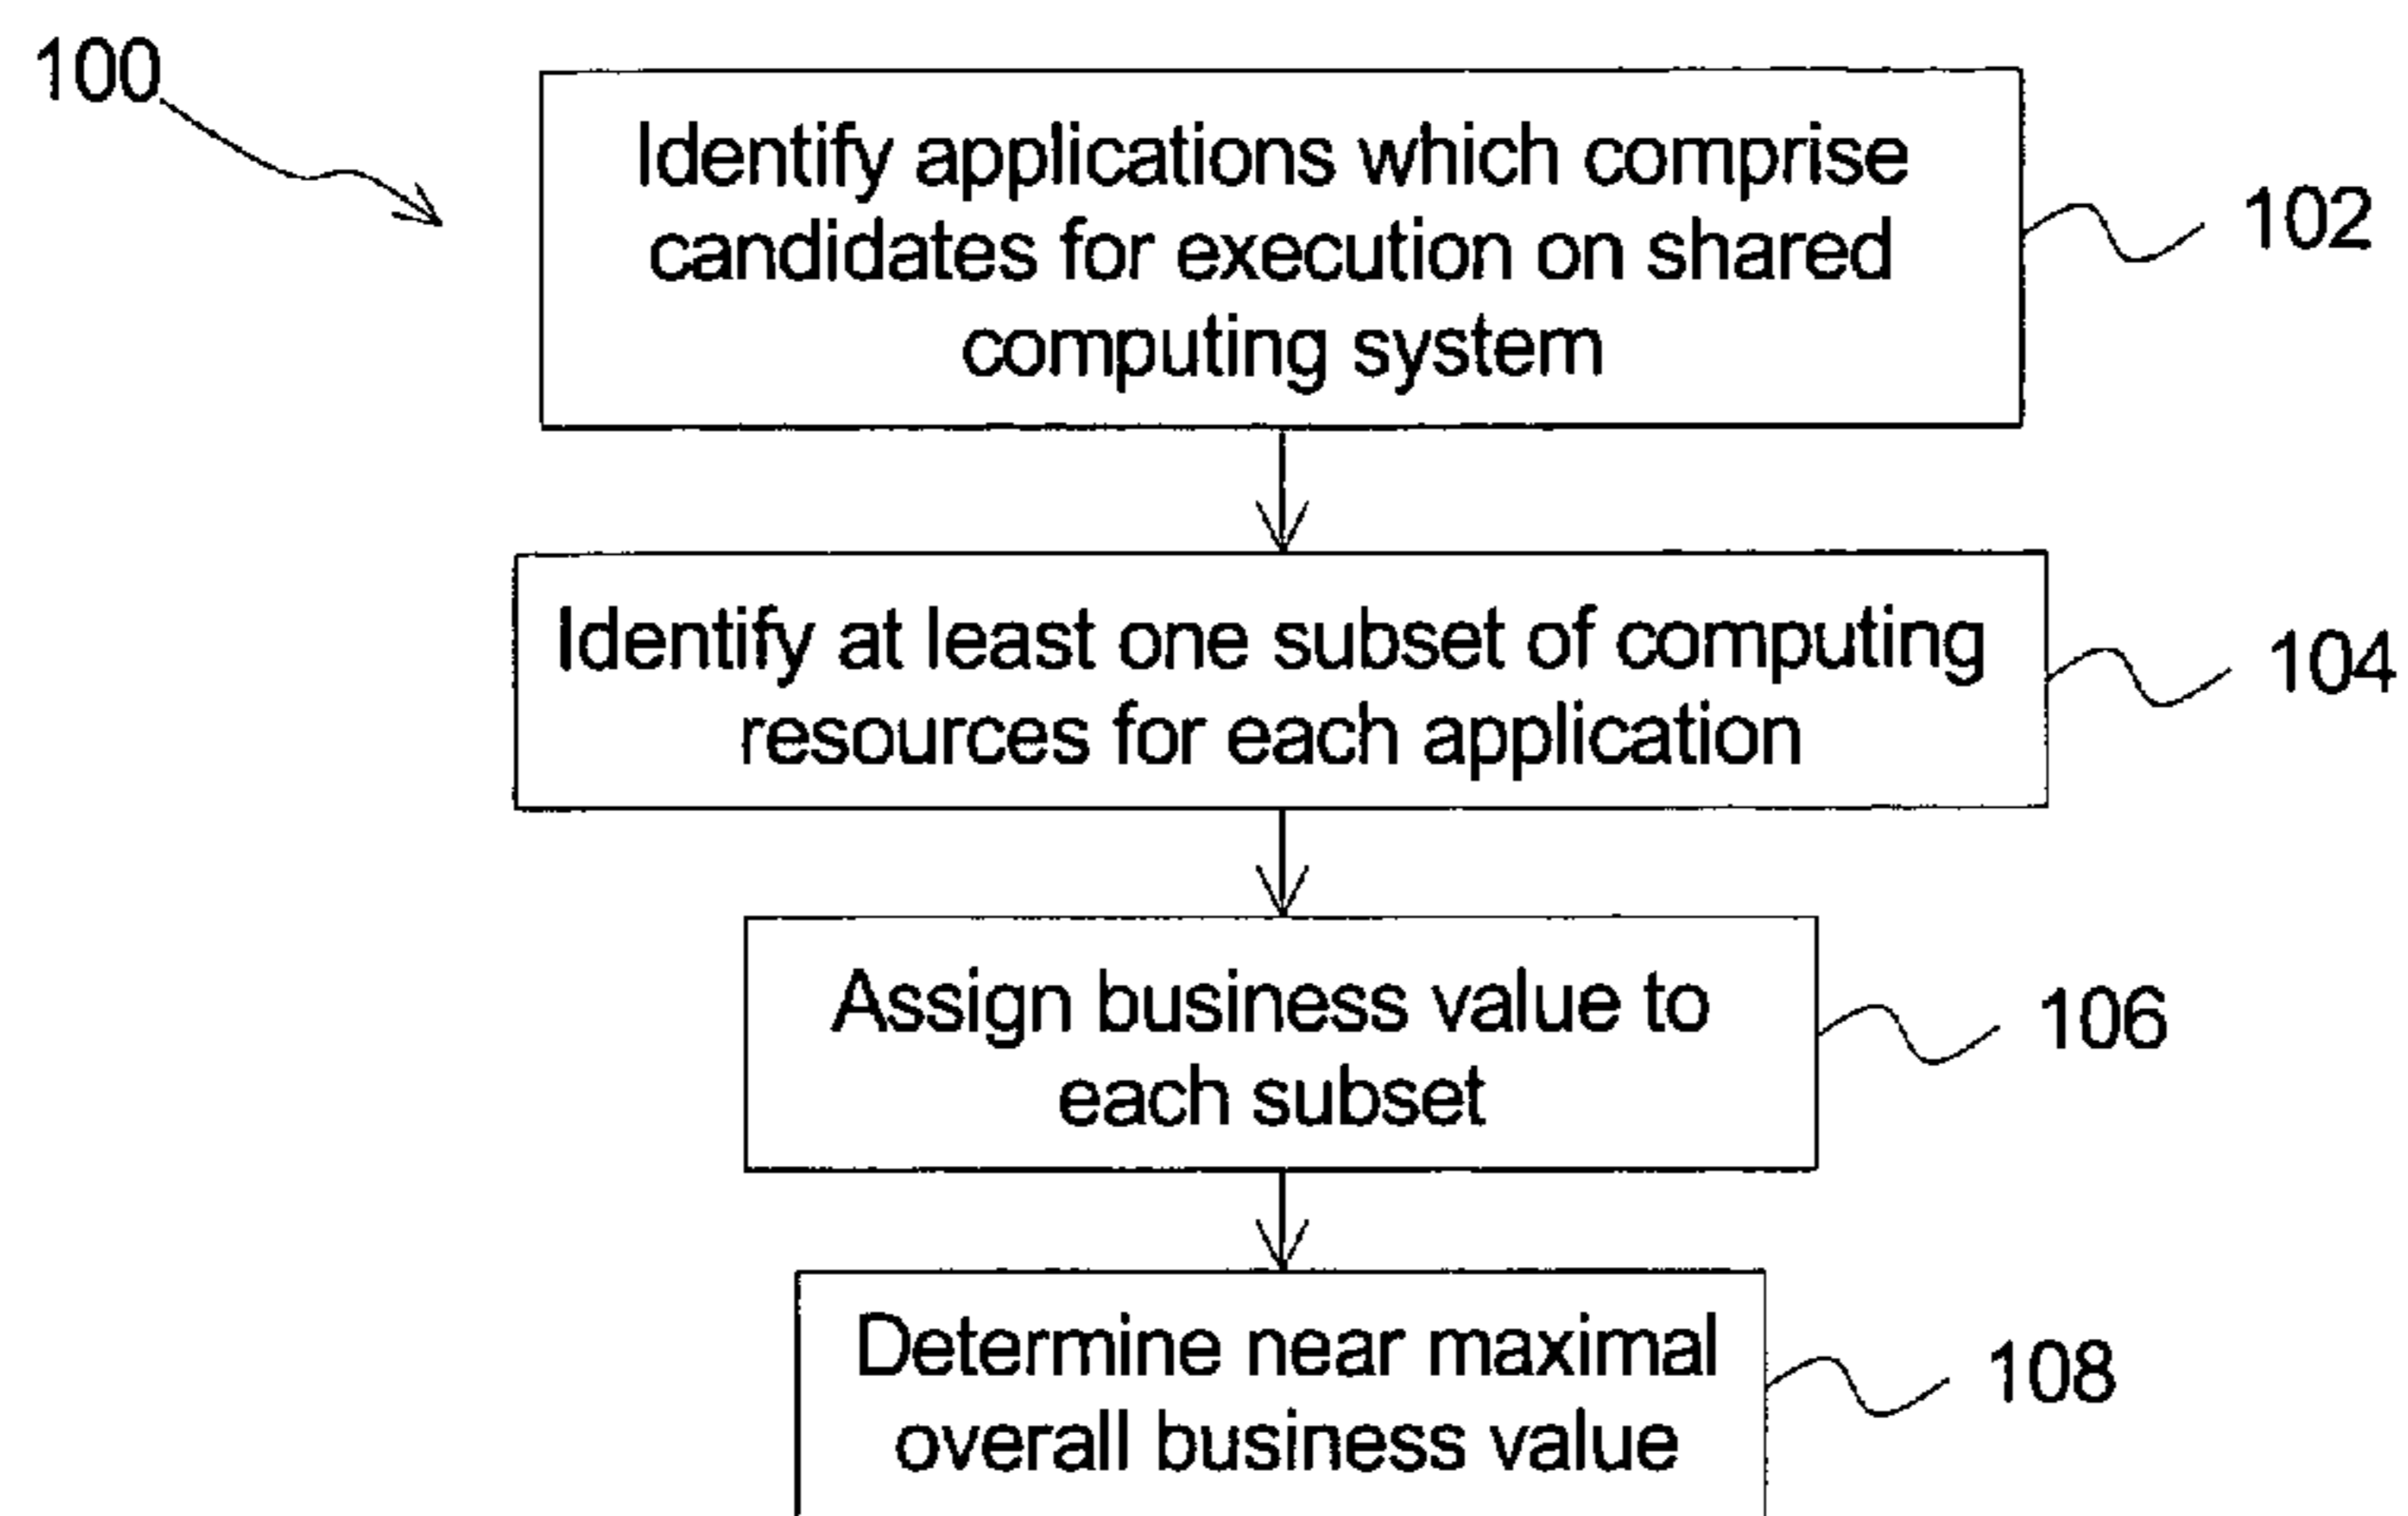 100
Identify applications which comprise
candidates for execution on shared
computing system
102
Identify at least one subset of computing
resources for each application
104
Assign business value to
each subset
106
Determine near maximal
overall business value
108